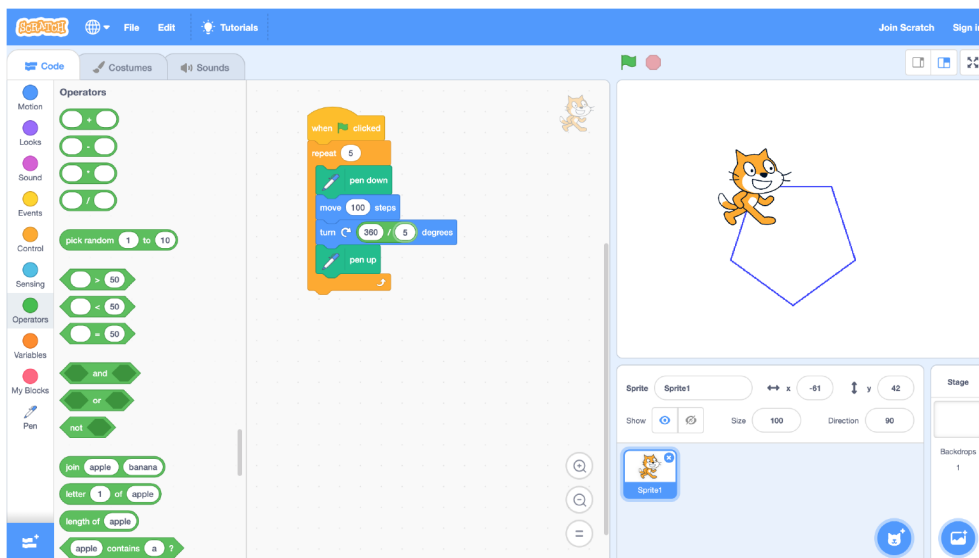 SCRATCH File Edit Tutorials Join Scratch
Code Costumes Sounds
Motion
Looks
Sound
Events
Control
Sensing
Operators
Variables
My Blocks
Pen
Operators
+
-
*
/
pick random 1 to 10
> 50
< 50
= 50
and
or
not
join apple banana
letter 1 of apple
length of apple
apple contains a ?
when clicked
repeat 5
pen down
move 100 steps
turn 360 / 5 degrees
pen up
Sprite Sprite1 x -61 y 42
Show Size 100 Direction 90
Sprite1
Stage
Backdrops
1